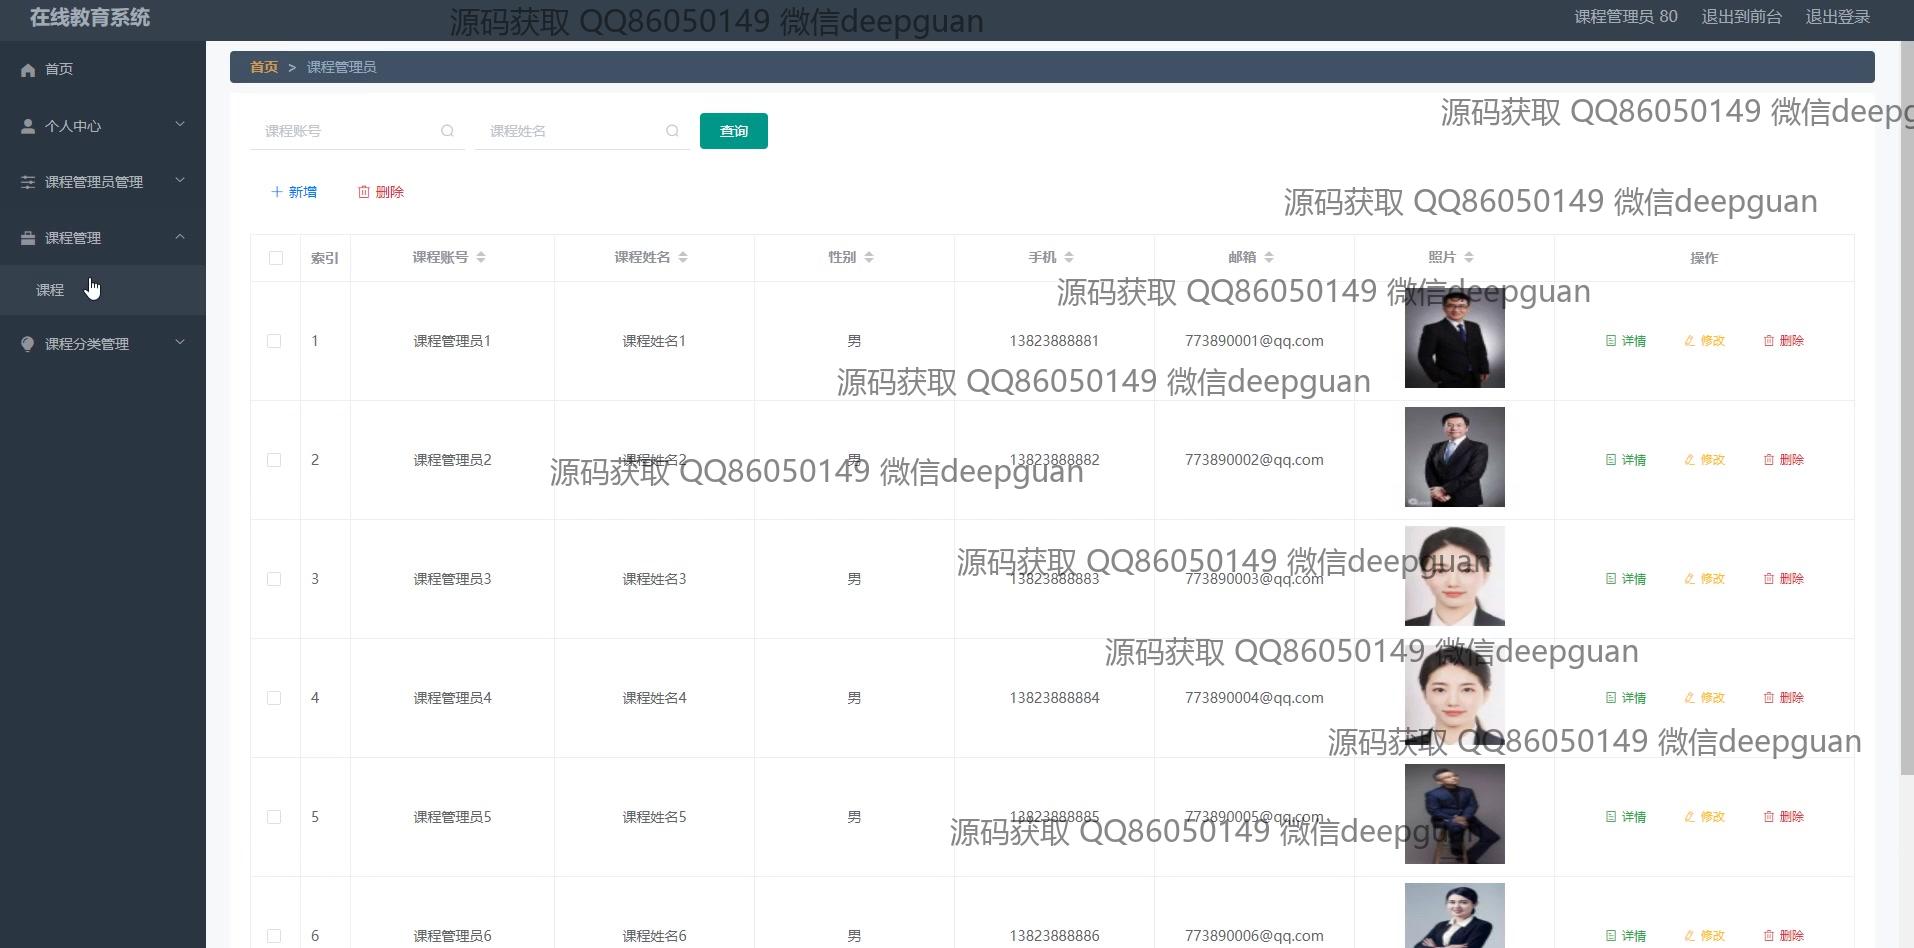 在线教育系统
源码获取 QQ86050149 微信deepguan
课程管理员 80 退出到前台 退出登录
首页
个人中心
课程管理员管理
课程管理
课程
课程分类管理
首页 > 课程管理员
源码获取 QQ86050149 微信deepg
课程账号 课程姓名 查询
新增 删除
源码获取 QQ86050149 微信deepguan
索引 课程账号 课程姓名 性别 手机 邮箱 照片 操作
源码获取 QQ86050149 微信deepguan
1 课程管理员1 课程姓名1 男 13823888881 773890001@qq.com 详情 修改 删除
源码获取 QQ86050149 微信deepguan
2 课程管理员2 课程姓名2 男 13823888882 773890002@qq.com 详情 修改 删除
源码获取 QQ86050149 微信deepguan
源码获取 QQ86050149 微信deepguan
3 课程管理员3 课程姓名3 男 13823888883 773890003@qq.com 详情 修改 删除
源码获取 QQ86050149 微信deepguan
4 课程管理员4 课程姓名4 男 13823888884 773890004@qq.com 详情 修改 删除
源码获取 QQ86050149 微信deepguan
5 课程管理员5 课程姓名5 男 13823888885 773890005@qq.com 详情 修改 删除
源码获取 QQ86050149 微信deepguan
6 课程管理员6 课程姓名6 男 13823888886 773890006@qq.com 详情 修改 删除